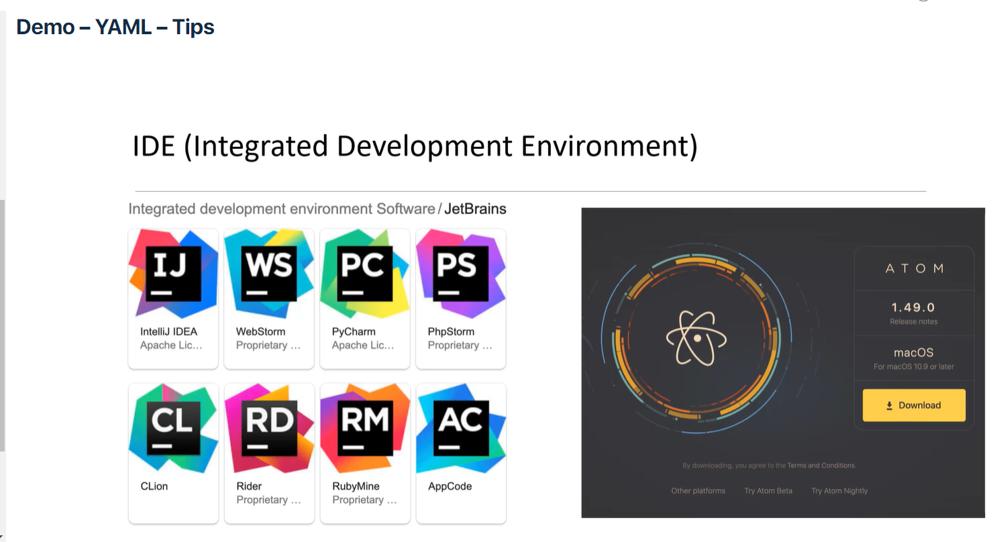 Demo – YAML – Tips
IDE (Integrated Development Environment)
Integrated development environment Software / JetBrains
IJ
WS
PC
PS
IntelliJ IDEA
Apache Lic...
WebStorm
Proprietary ...
PyCharm
Apache Lic...
PhpStorm
Proprietary ...
CL
RD
RM
AC
CLion
Rider
Proprietary ...
RubyMine
Proprietary ...
AppCode
ATOM
1.49.0
Release notes
macOS
For macOS 10.9 or later
Download
By downloading, you agree to the Terms and Conditions.
Other platforms
Try Atom Beta
Try Atom Nightly